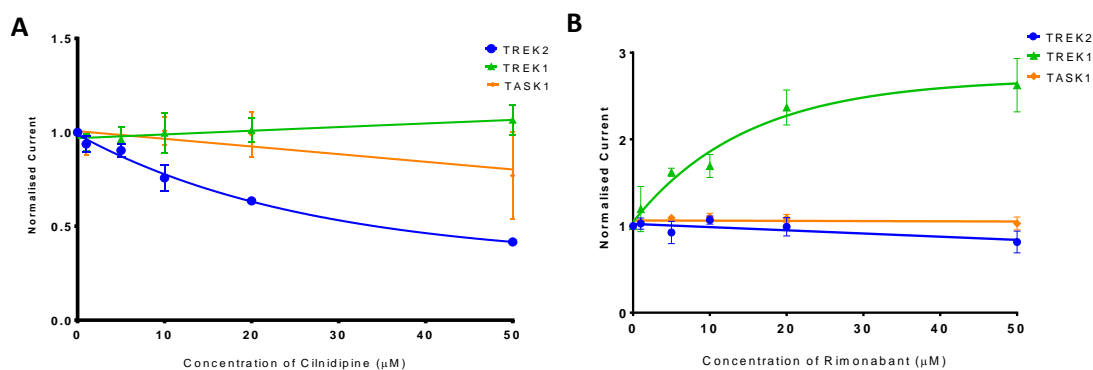 A
1.5
1.0
0.5
0.0
0
10
20
30
40
50
Normalised Current
Concentration of Cilnidipine (μM)
TREK2
TREK1
TASK1
B
3
2
1
0
0
10
20
30
40
50
Normalised Current
Concentration of Rimonabant (μM)
TREK2
TREK1
TASK1